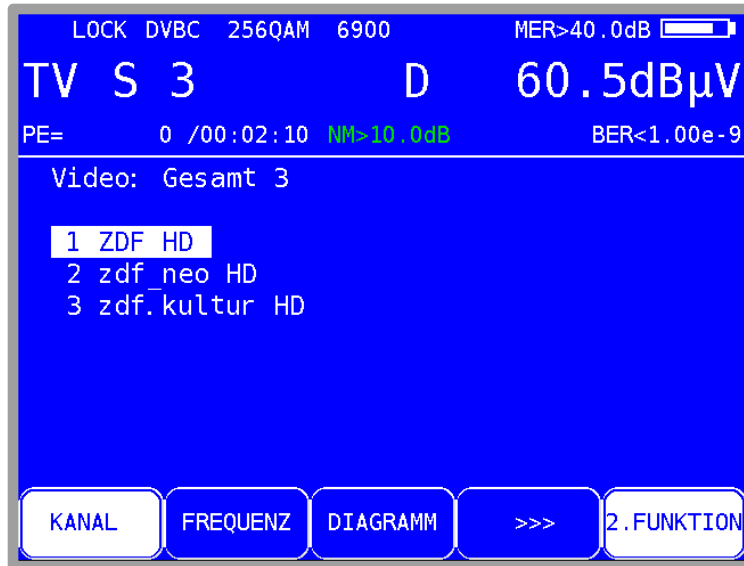 LOCK DVBC 256QAM 6900 MER>40.0dB
TV S 3 D 60.5dBµV
PE= 0 /00:02:10 NM>10.0dB BER<1.00e-9
Video: Gesamt 3
1 ZDF HD
2 zdf_neo HD
3 zdf.kultur HD
KANAL FREQUENZ DIAGRAMM >>> 2.FUNKTION